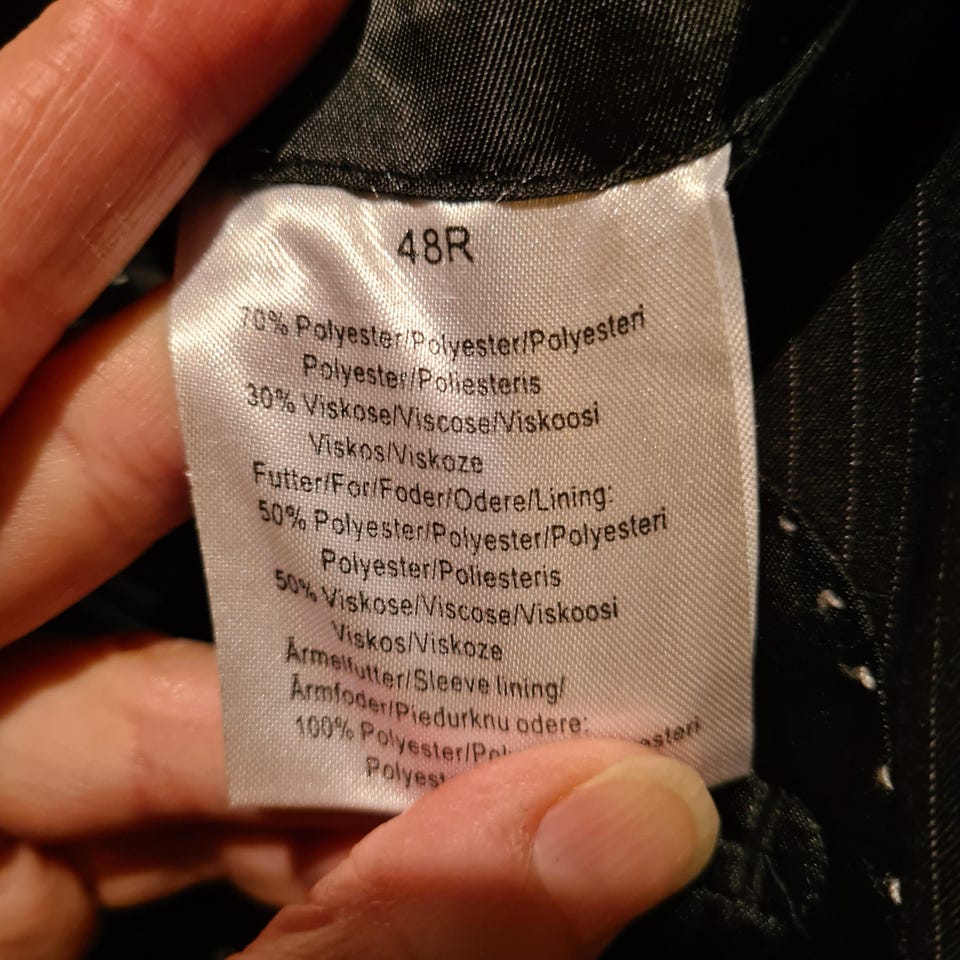 48R
70% Polyester/Polyester/Polyesteri
Polyester/Poliesteris
30% Viskose/Viscose/Viskoosi
Viskos/Viskoze
Futter/For/Foder/Odere/Lining:
50% Polyester/Polyester/Polyesteri
Polyester/Poliesteris
50% Viskose/Viscose/Viskoosi
Viskos/Viskoze
Ärmelfutter/Sleeve lining/
Ärmfoder/Piedurknu odere:
100% Polyester/